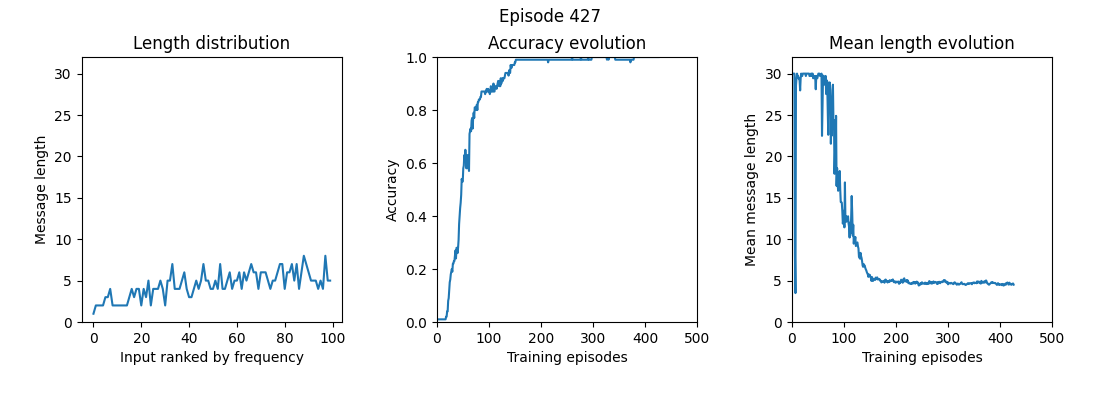 Episode 427
Length distribution
Accuracy evolution
Mean length evolution
Message length
30
25
20
15
10
5
0
0 20 40 60 80 100
Input ranked by frequency
Accuracy
1.0
0.8
0.6
0.4
0.2
0.0
0 100 200 300 400 500
Training episodes
Mean message length
30
25
20
15
10
5
0
0 100 200 300 400 500
Training episodes